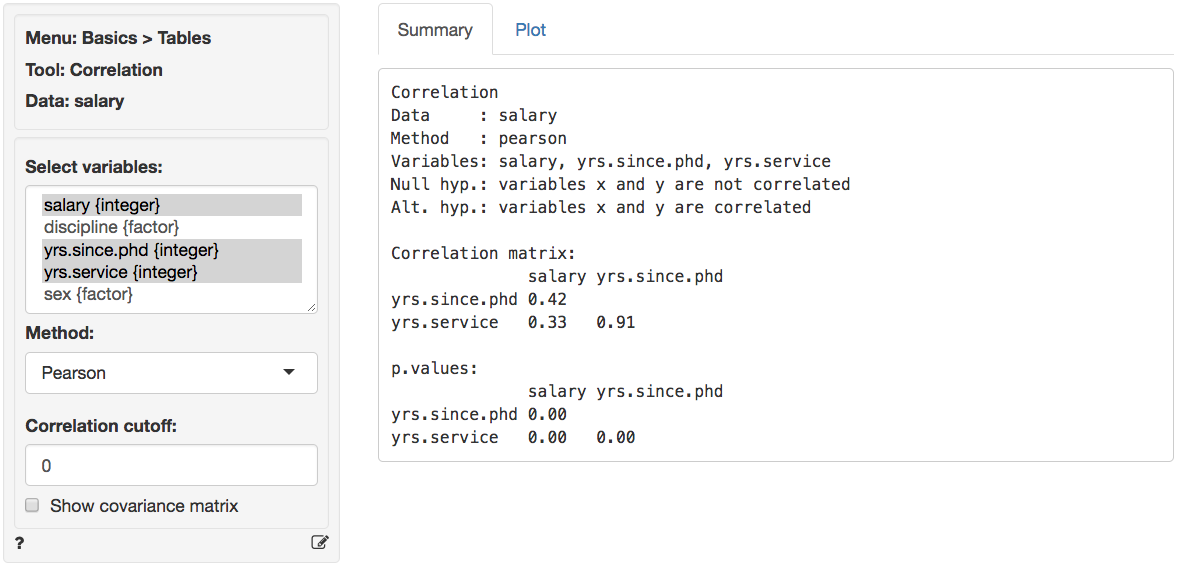 Menu: Basics > Tables
Tool: Correlation
Data: salary
Select variables:
salary {integer}
discipline {factor}
yrs.since.phd {integer}
yrs.service {integer}
sex {factor}
Method:
Pearson
Correlation cutoff:
0
Show covariance matrix
?
Summary Plot
Correlation
Data     : salary
Method   : pearson
Variables: salary, yrs.since.phd, yrs.service
Null hyp.: variables x and y are not correlated
Alt. hyp.: variables x and y are correlated
Correlation matrix:
              salary yrs.since.phd
yrs.since.phd 0.42
yrs.service   0.33   0.91
p.values:
              salary yrs.since.phd
yrs.since.phd 0.00
yrs.service   0.00   0.00